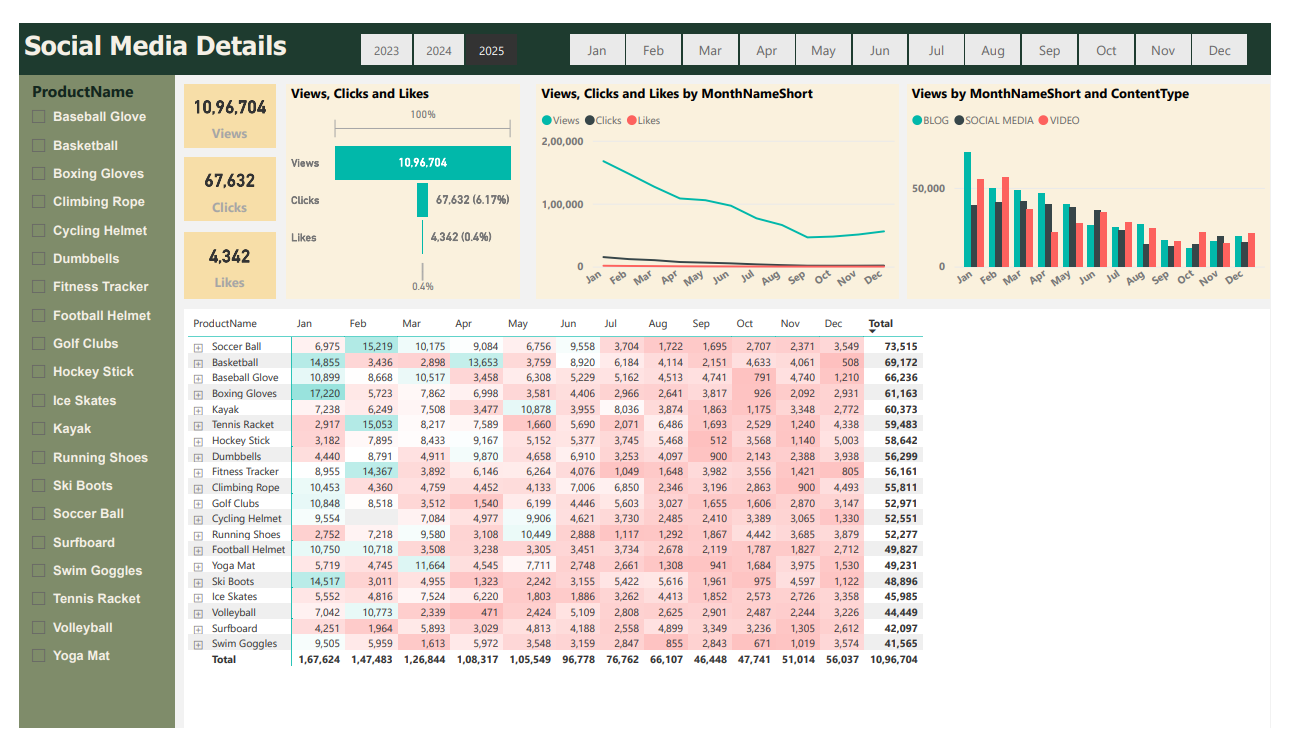 Social Media Details
2023 2024 2025
Jan Feb Mar Apr May Jun Jul Aug Sep Oct Nov Dec
ProductName
Baseball Glove
Basketball
Boxing Gloves
Climbing Rope
Cycling Helmet
Dumbbells
Fitness Tracker
Football Helmet
Golf Clubs
Hockey Stick
Ice Skates
Kayak
Running Shoes
Ski Boots
Soccer Ball
Surfboard
Swim Goggles
Tennis Racket
Volleyball
Yoga Mat
10,96,704
Views
67,632
Clicks
4,342
Likes
Views, Clicks and Likes
100%
Views 10,96,704
Clicks 67,632 (6.17%)
Likes 4,342 (0.4%)
0.4%
Views, Clicks and Likes by MonthNameShort
Views Clicks Likes
2,00,000
1,00,000
0
Jan Feb Mar Apr May Jun Jul Aug Sep Oct Nov Dec
Views by MonthNameShort and ContentType
BLOG SOCIAL MEDIA VIDEO
50,000
0
Jan Feb Mar Apr May Jun Jul Aug Sep Oct Nov Dec
ProductName Jan Feb Mar Apr May Jun Jul Aug Sep Oct Nov Dec Total
Soccer Ball 6,975 15,219 10,175 9,084 6,756 9,558 3,704 1,722 1,695 2,707 2,371 3,549 73,515
Basketball 14,855 3,436 2,898 13,653 3,759 8,920 6,184 4,114 2,151 4,633 4,061 508 69,172
Baseball Glove 10,899 8,668 10,517 3,458 6,308 5,229 5,162 4,513 4,741 791 4,740 1,210 66,236
Boxing Gloves 17,220 5,723 7,862 6,998 3,581 4,406 2,966 2,641 3,817 926 2,092 2,931 61,163
Kayak 7,238 6,249 7,508 3,477 10,878 3,955 8,036 3,874 1,863 1,175 3,348 2,772 60,373
Tennis Racket 2,917 15,053 8,217 7,589 1,660 5,690 2,071 6,486 1,693 2,529 1,240 4,338 59,483
Hockey Stick 3,182 7,895 8,433 9,167 5,152 5,377 3,745 5,468 512 3,568 1,140 5,003 58,642
Dumbbells 4,440 8,791 4,911 9,870 4,658 6,910 3,253 4,097 900 2,143 2,388 3,938 56,299
Fitness Tracker 8,955 14,367 3,892 6,146 6,264 4,076 1,049 1,648 3,982 3,556 1,421 805 56,161
Climbing Rope 10,453 4,360 4,759 4,452 4,133 7,006 6,850 2,346 3,196 2,863 900 4,493 55,811
Golf Clubs 10,848 8,518 3,512 1,540 6,199 4,446 5,603 3,027 1,655 1,606 2,870 3,147 52,971
Cycling Helmet 9,554 7,084 4,977 9,906 4,621 3,730 2,485 2,410 3,389 3,065 1,330 52,551
Running Shoes 2,752 7,218 9,580 3,108 10,449 2,888 1,117 1,292 1,867 4,442 3,685 3,879 52,277
Football Helmet 10,750 10,718 3,508 3,238 3,305 3,451 3,734 2,678 2,119 1,787 1,827 2,712 49,827
Yoga Mat 5,719 4,745 11,664 4,545 7,711 2,748 2,661 1,308 941 1,684 3,975 1,530 49,231
Ski Boots 14,517 3,011 4,955 1,323 2,242 3,155 5,422 5,616 1,961 975 4,597 1,122 48,896
Ice Skates 5,552 4,816 7,524 6,220 1,803 1,886 3,262 4,413 1,852 2,573 2,726 3,358 45,985
Volleyball 7,042 10,773 2,339 471 2,424 5,109 2,808 2,625 2,901 2,487 2,244 3,226 44,449
Surfboard 4,251 1,964 5,893 3,029 4,813 4,188 2,558 4,899 3,349 3,236 1,305 2,612 42,097
Swim Goggles 9,505 5,959 1,613 5,972 3,548 3,159 2,847 855 2,843 671 1,019 3,574 41,565
Total 1,67,624 1,47,483 1,26,844 1,08,317 1,05,549 96,778 76,762 66,107 46,448 47,741 51,014 56,037 10,96,704